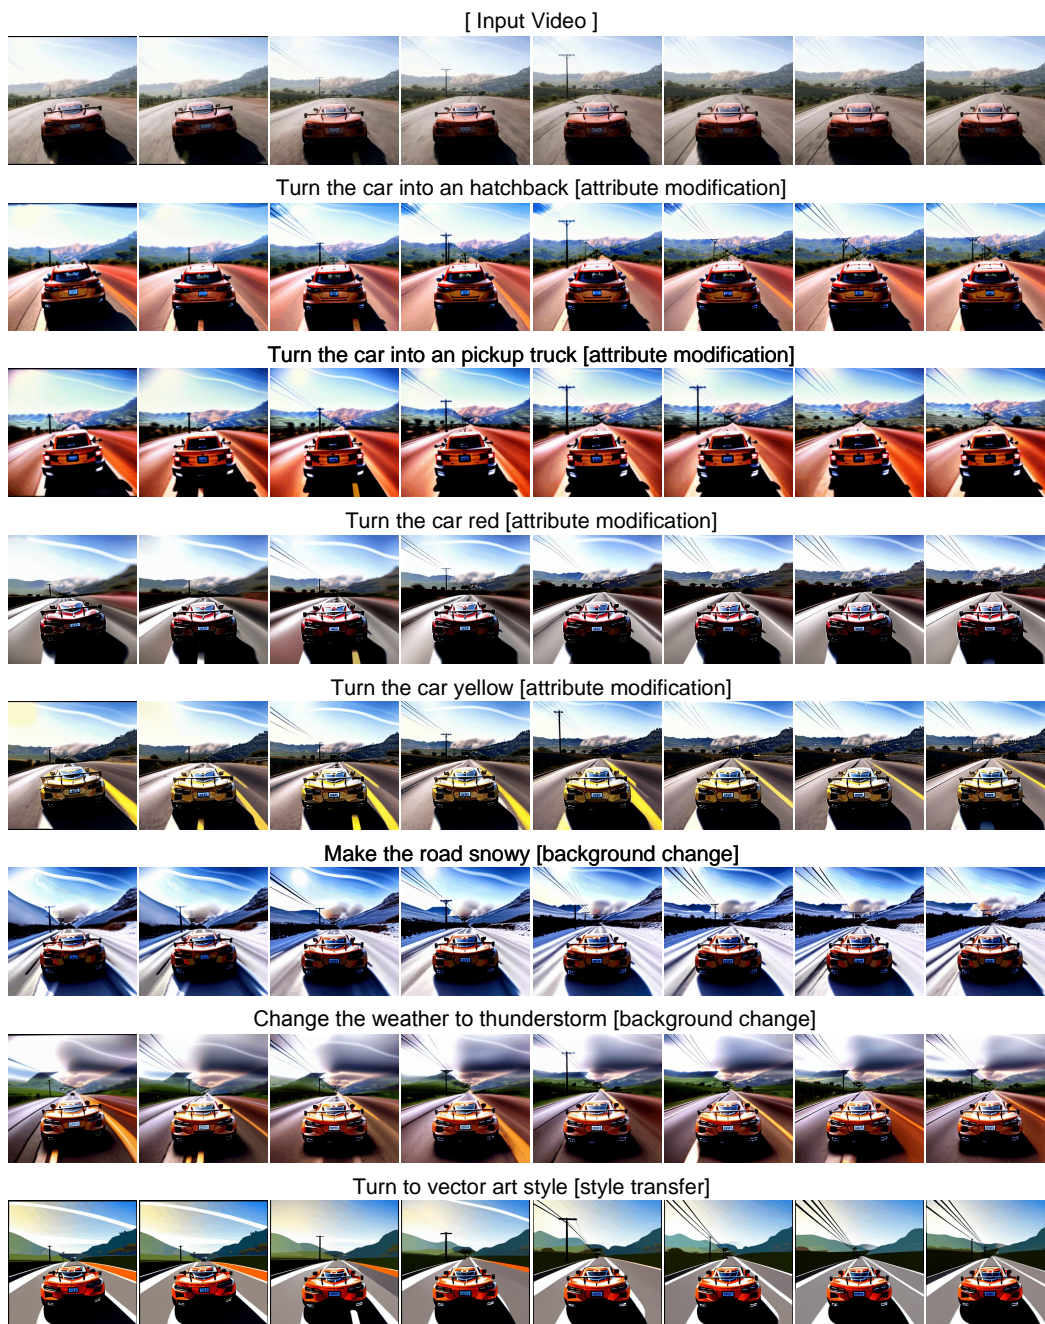 [ Input Video ]
Turn the car into an hatchback [attribute modification]
Turn the car into an pickup truck [attribute modification]
Turn the car red [attribute modification]
Turn the car yellow [attribute modification]
Make the road snowy [background change]
Change the weather to thunderstorm [background change]
Turn to vector art style [style transfer]